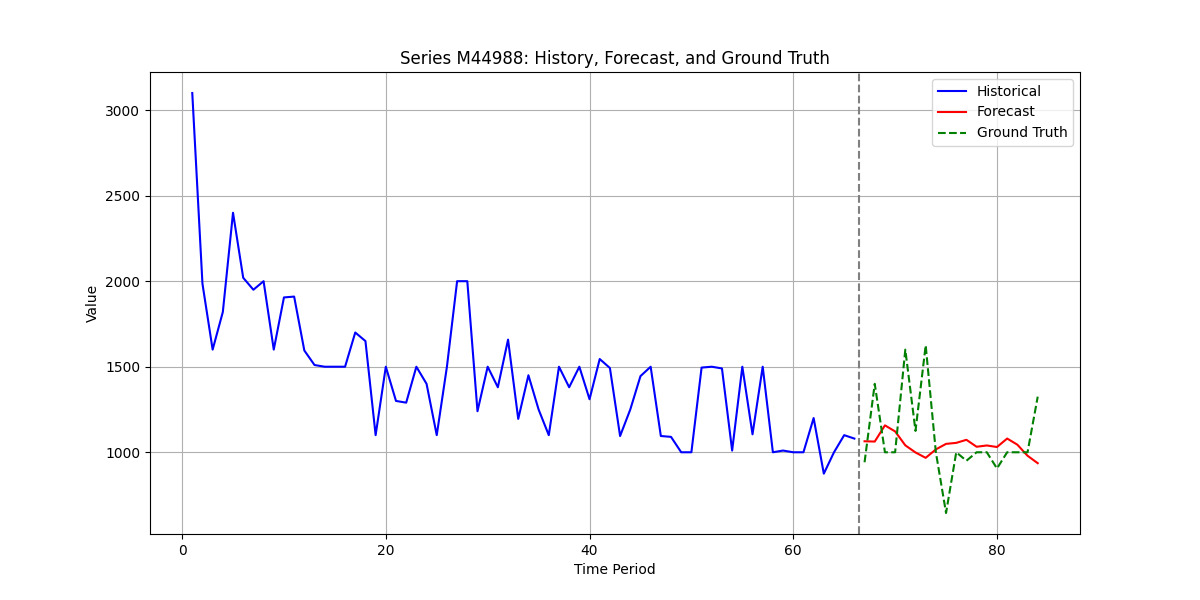 Series M44988: History, Forecast, and Ground Truth
Historical
Forecast
Ground Truth
Value
3000
2500
2000
1500
1000
0
20
40
60
80
Time Period